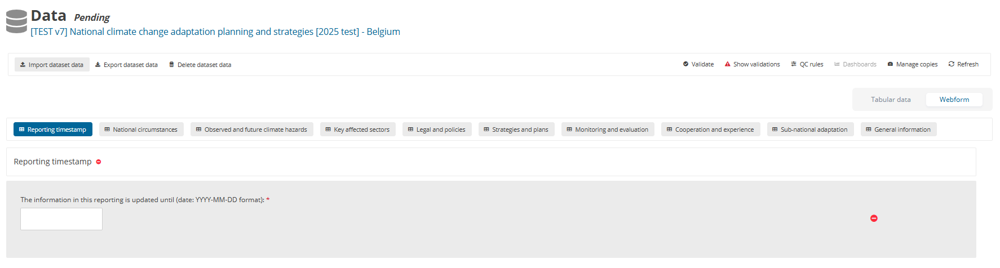 Data Pending
[TEST v7] National climate change adaptation planning and strategies [2025 test] - Belgium
Import dataset data Export dataset data Delete dataset data Validate Show validations QC rules Dashboards Manage copies Refresh
Tabular data Webform
Reporting timestamp National circumstances Observed and future climate hazards Key affected sectors Legal and policies Strategies and plans Monitoring and evaluation Cooperation and experience Sub-national adaptation General information
Reporting timestamp
The information in this reporting is updated until (date: YYYY-MM-DD format): *